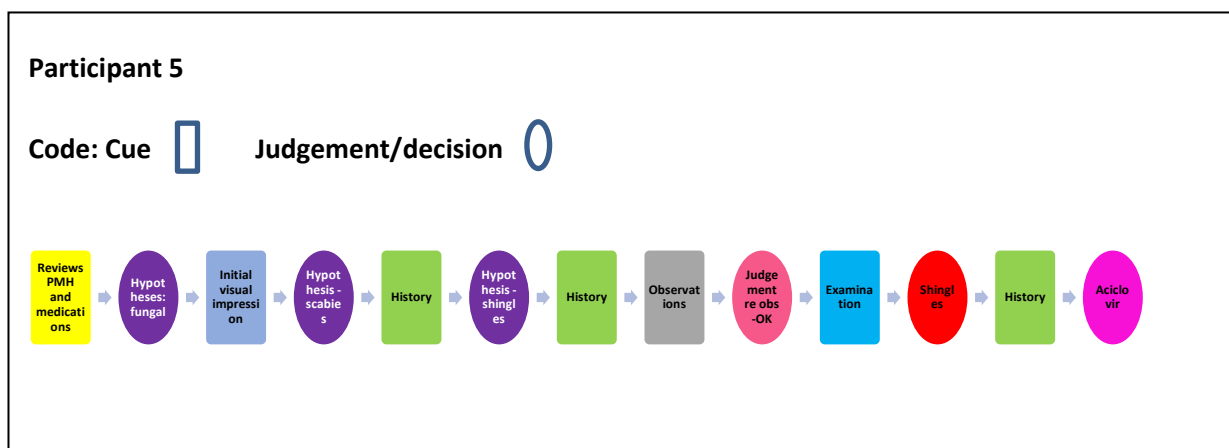 Participant 5
Code: Cue Judgement/decision
Reviews
PMH
and
medicati
ons
Hypot
heses:
fungal
Initial
visual
impressi
on
Hypot
hesis -
scabie
s
History
Hypot
hesis -
shingl
es
History
Observat
ions
Judge
ment
re obs
-OK
Examina
tion
Shingl
es
History
Aciclo
vir